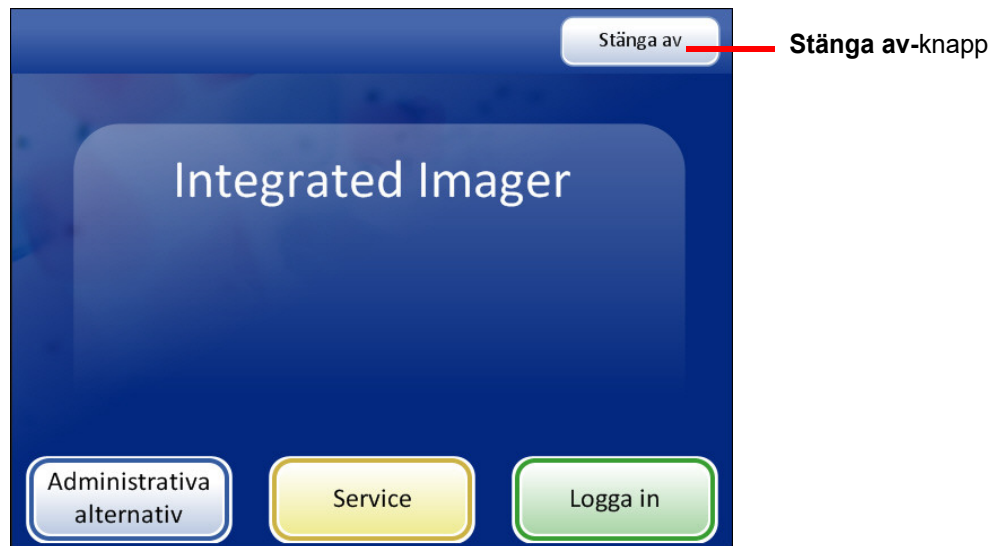 Stänga av
Stänga av-knapp
Integrated Imager
Administrativa
alternativ
Service
Logga in